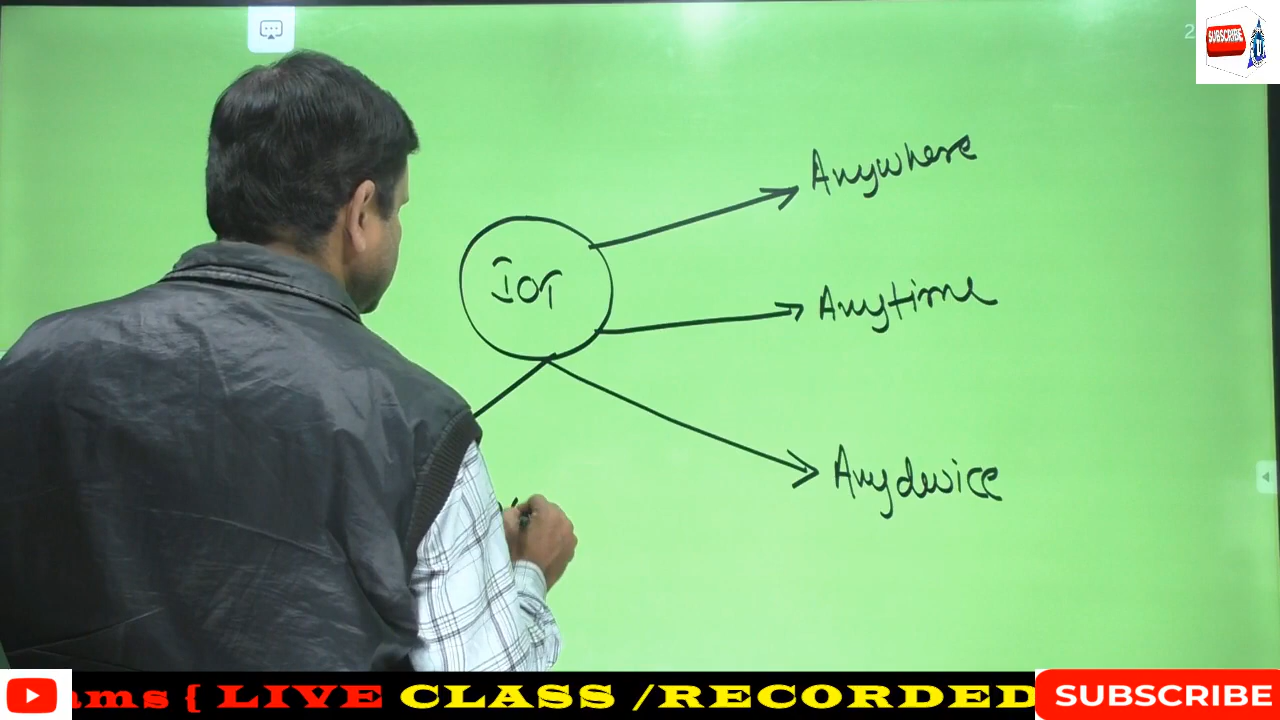 SUBSCRIBE
Anywhere
IOT
Anytime
Anydevice
ams { LIVE CLASS /RECORDED
SUBSCRIBE